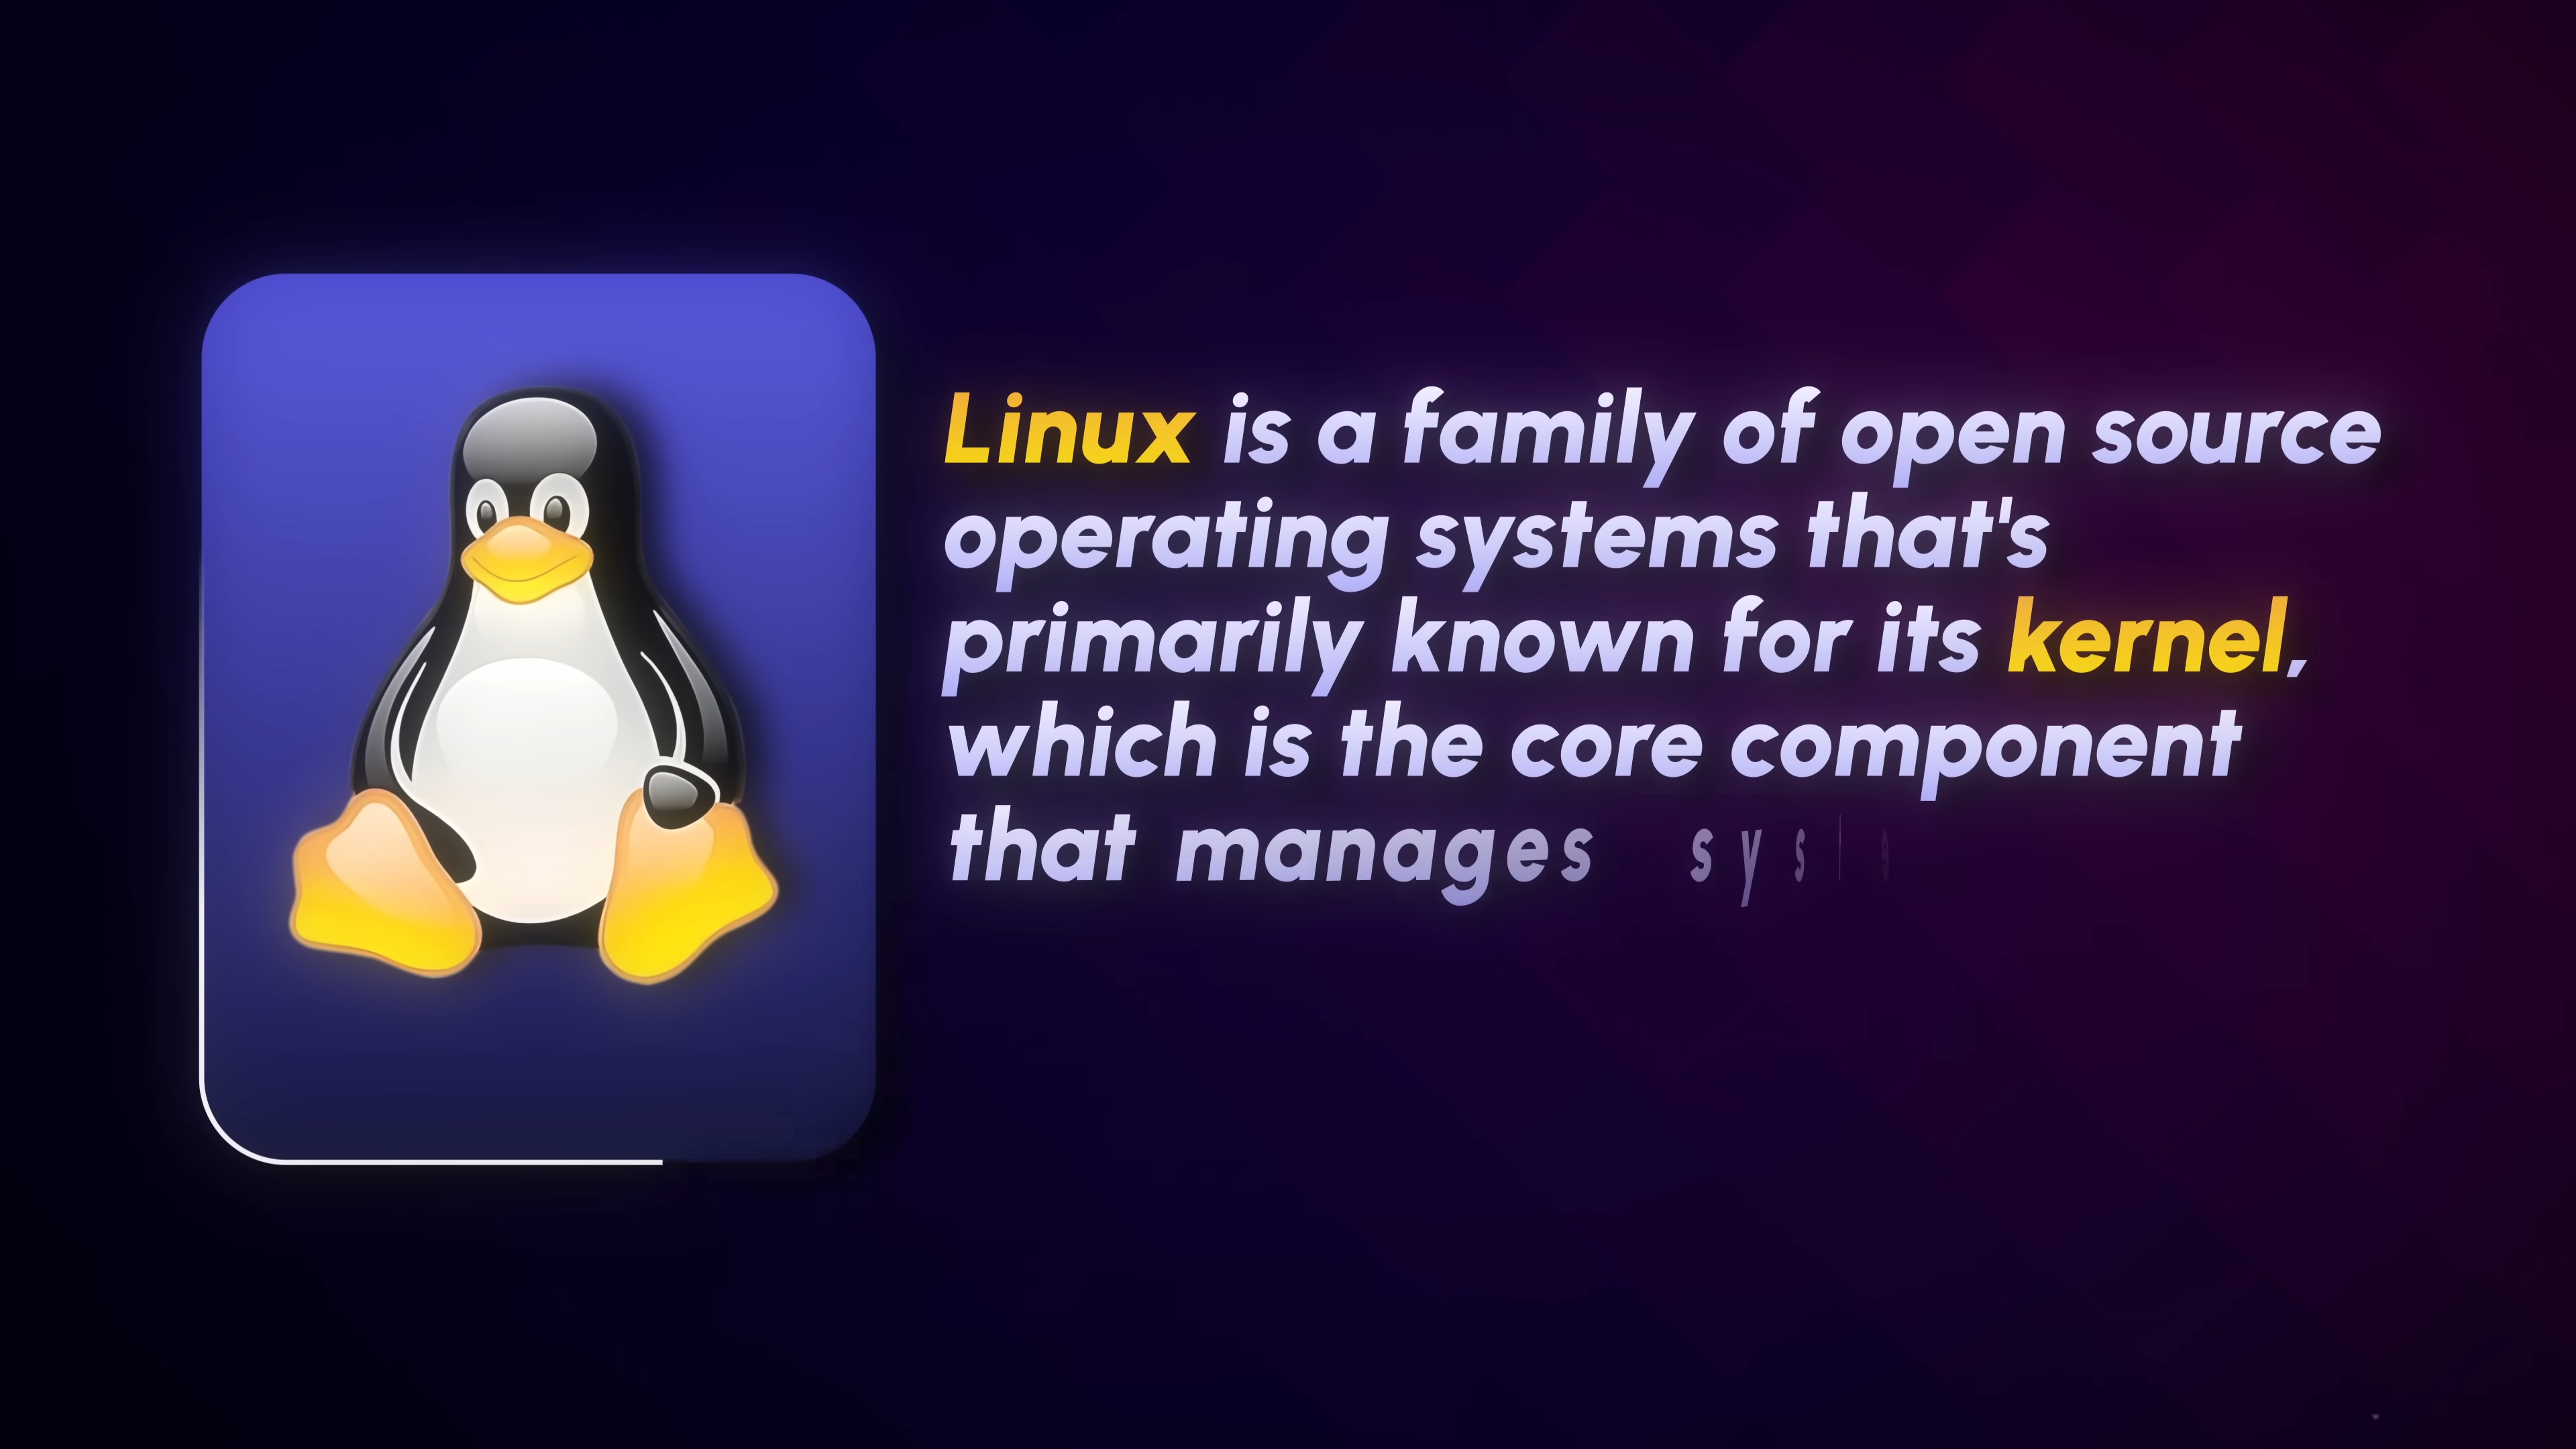 Linux is a family of open source
operating systems that's
primarily known for its kernel,
which is the core component
that manages